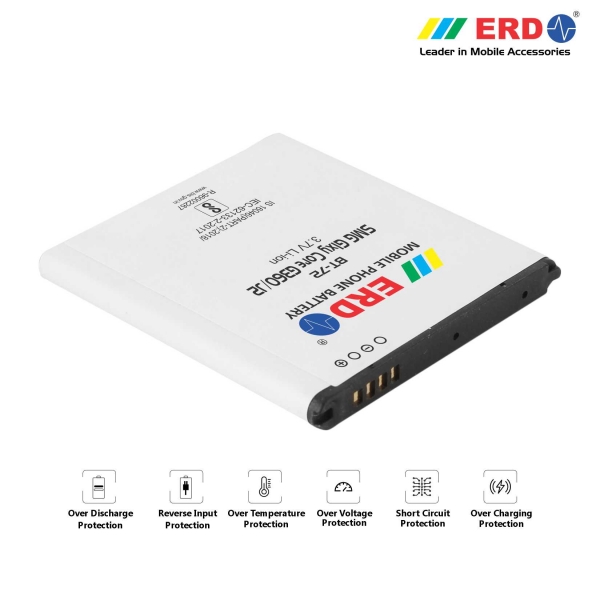 ERD®
Leader in Mobile Accessories
ERD®
MOBILE PHONE BATTERY
BT-72
SMG Glxy Core G360/J2
3.7V Li-ion
IS 16046(PART-2):2018/
IEC-62133-2:2017
Over Discharge
Protection
Reverse Input
Protection
Over Temperature
Protection
Over Voltage
Protection
Short Circuit
Protection
Over Charging
Protection